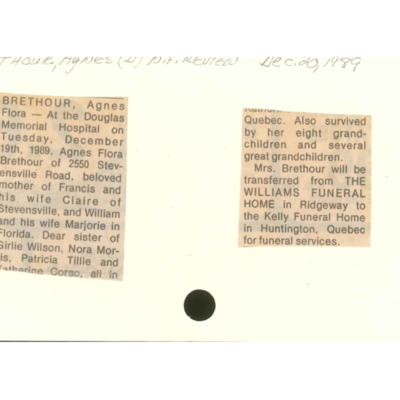 THOUR, AGNES (D) N.F. REVIEW Dec. 20, 1989
BRETHOUR, Agnes
Flora — At the Douglas
Memorial Hospital on
Tuesday, December
19th, 1989. Agnes Flora
Brethour of 2550 Stev-
ensville Road, beloved
mother of Francis and
his wife Claire of
Stevensville, and William
and his wife Marjorie in
Florida. Dear sister of
Girlie Wilson, Nora Mor-
is, Patricia Tillie and
Katherine Corso, all in
Quebec. Also survived
by her eight grand-
children and several
great grandchildren.
Mrs. Brethour will be
transferred from THE
WILLIAMS FUNERAL
HOME in Ridgeway to
the Kelly Funeral Home
in Huntington, Quebec
for funeral services.